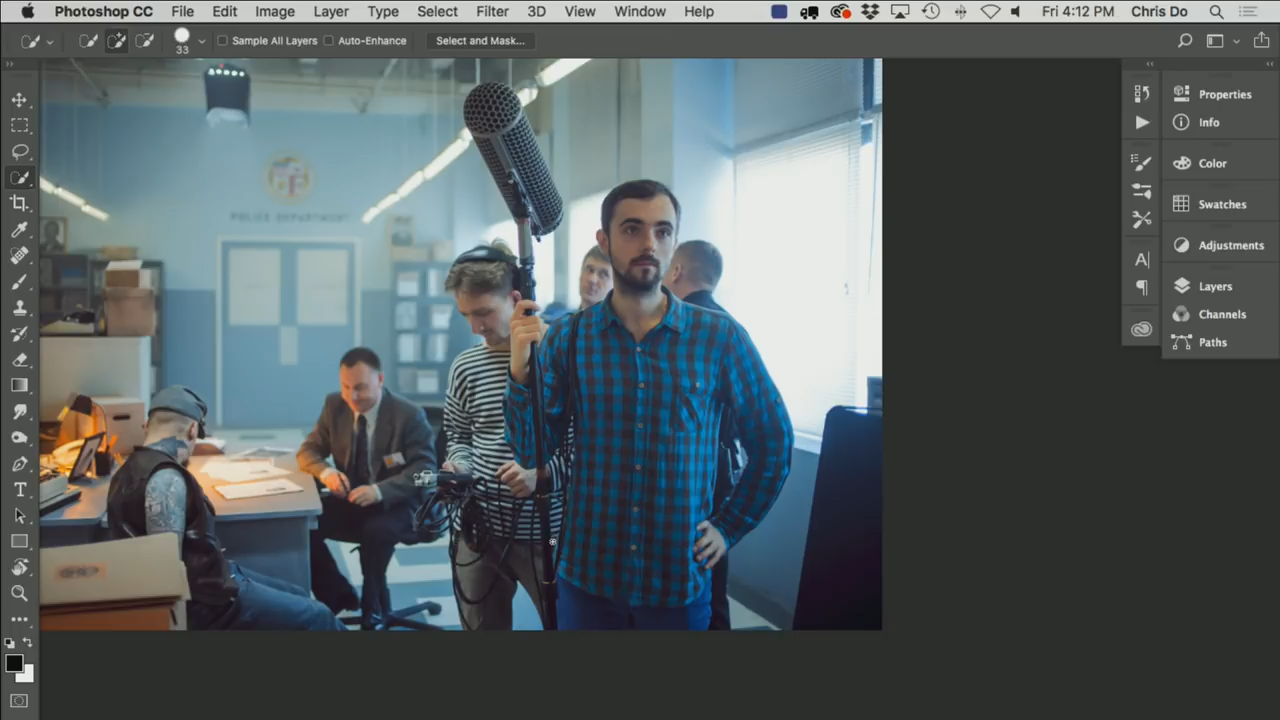 Photoshop CC File Edit Image Layer Type Select Filter 3D View Window Help Fri 4:12 PM Chris Do
33 Sample All Layers Auto-Enhance Select and Mask...
Properties
Info
Color
POLICE DEPARTMENT
Swatches
Adjustments
Layers
Channels
Paths